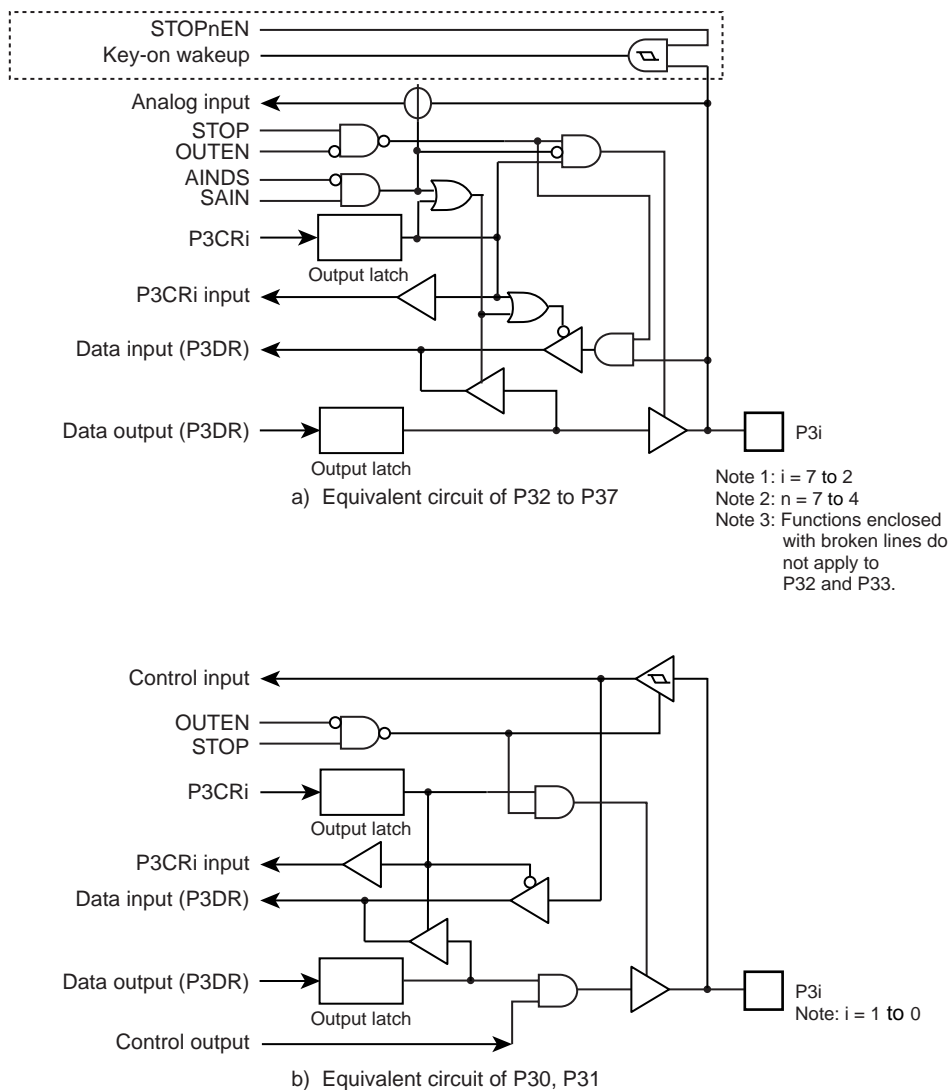 STOPnEN
Key-on wakeup
Analog input
STOP
OUTEN
AINDS
SAIN
P3CRi
Output latch
P3CRi input
Data input (P3DR)
Data output (P3DR)
Output latch
P3i
a) Equivalent circuit of P32 to P37
Note 1: i = 7 to 2
Note 2: n = 7 to 4
Note 3: Functions enclosed
with broken lines do
not apply to
P32 and P33.
Control input
OUTEN
STOP
P3CRi
Output latch
P3CRi input
Data input (P3DR)
Data output (P3DR)
Output latch
Control output
P3i
Note: i = 1 to 0
b) Equivalent circuit of P30, P31